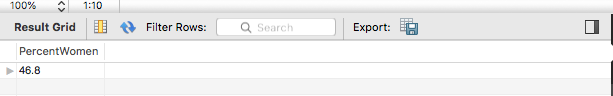 100% 1:10
Result Grid Filter Rows: Search Export:
PercentWomen
46.8